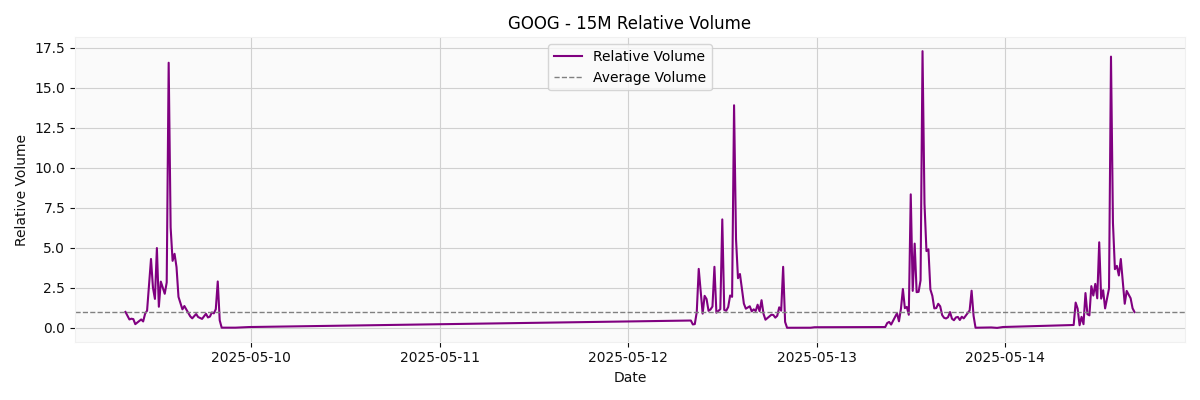 GOOG - 15M Relative Volume
Relative Volume
Average Volume
Relative Volume
17.5
15.0
12.5
10.0
7.5
5.0
2.5
0.0
2025-05-10
2025-05-11
2025-05-12
2025-05-13
2025-05-14
Date